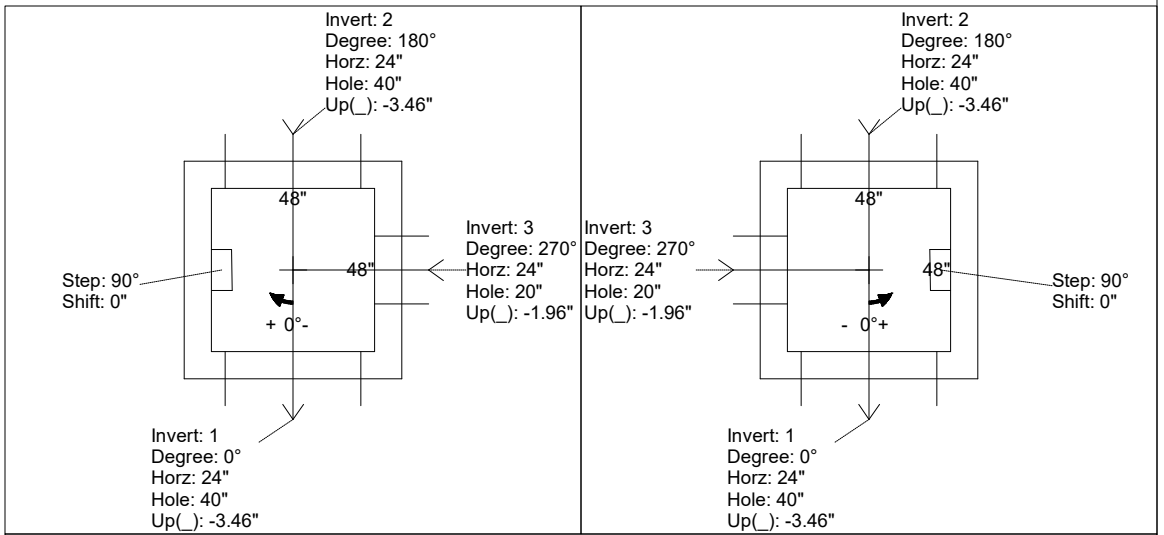 Invert: 2
Degree: 180°
Horz: 24"
Hole: 40"
Up(_): -3.46"
48"
48"
Invert: 3
Degree: 270°
Horz: 24"
Hole: 20"
Up(_): -1.96"
Step: 90°
Shift: 0"
+ 0°-
Invert: 1
Degree: 0°
Horz: 24"
Hole: 40"
Up(_): -3.46"
Invert: 2
Degree: 180°
Horz: 24"
Hole: 40"
Up(_): -3.46"
48"
Invert: 3
Degree: 270°
Horz: 24"
Hole: 20"
Up(_): -1.96"
48"
Step: 90°
Shift: 0"
- 0°+
Invert: 1
Degree: 0°
Horz: 24"
Hole: 40"
Up(_): -3.46"